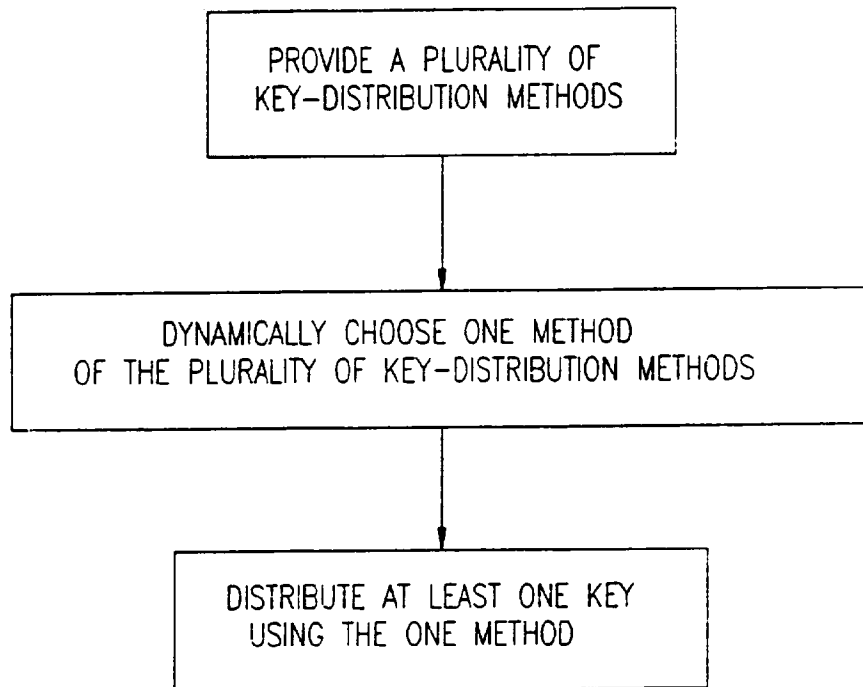 PROVIDE A PLURALITY OF
KEY-DISTRIBUTION METHODS
DYNAMICALLY CHOOSE ONE METHOD
OF THE PLURALITY OF KEY-DISTRIBUTION METHODS
DISTRIBUTE AT LEAST ONE KEY
USING THE ONE METHOD